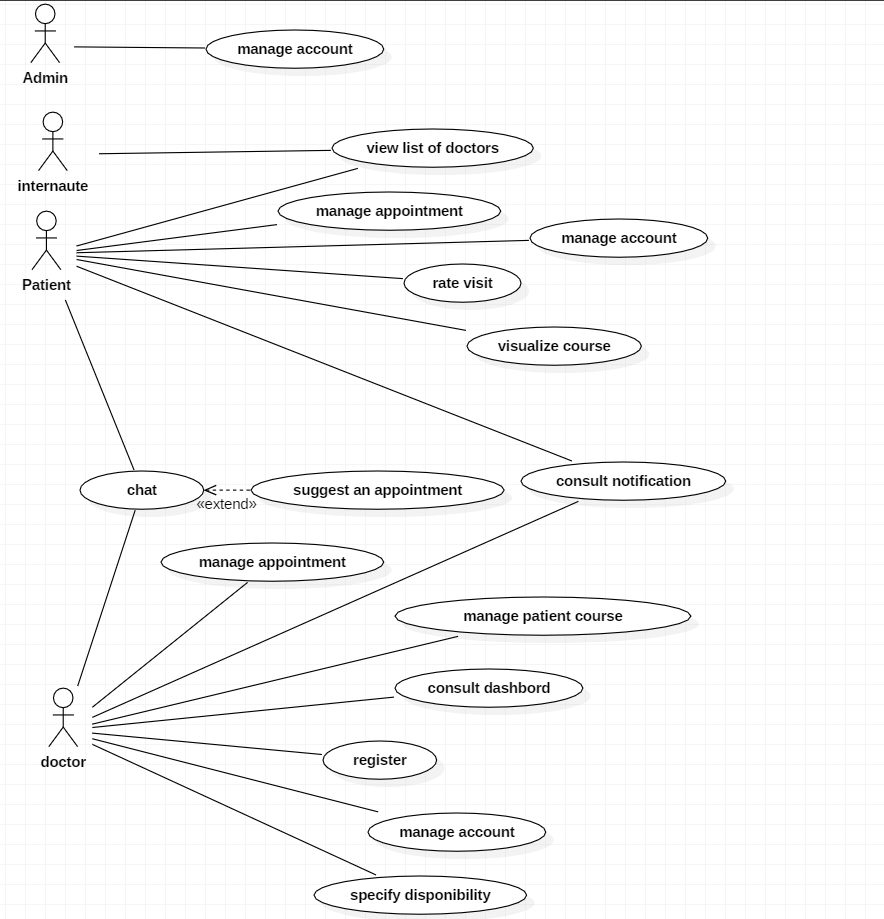 manage account
Admin
view list of doctors
internaute
manage appointment
manage account
Patient
rate visit
visualize course
consult notification
chat
suggest an appointment
«extend»
manage appointment
manage patient course
consult dashbord
doctor
register
manage account
specify disponibility